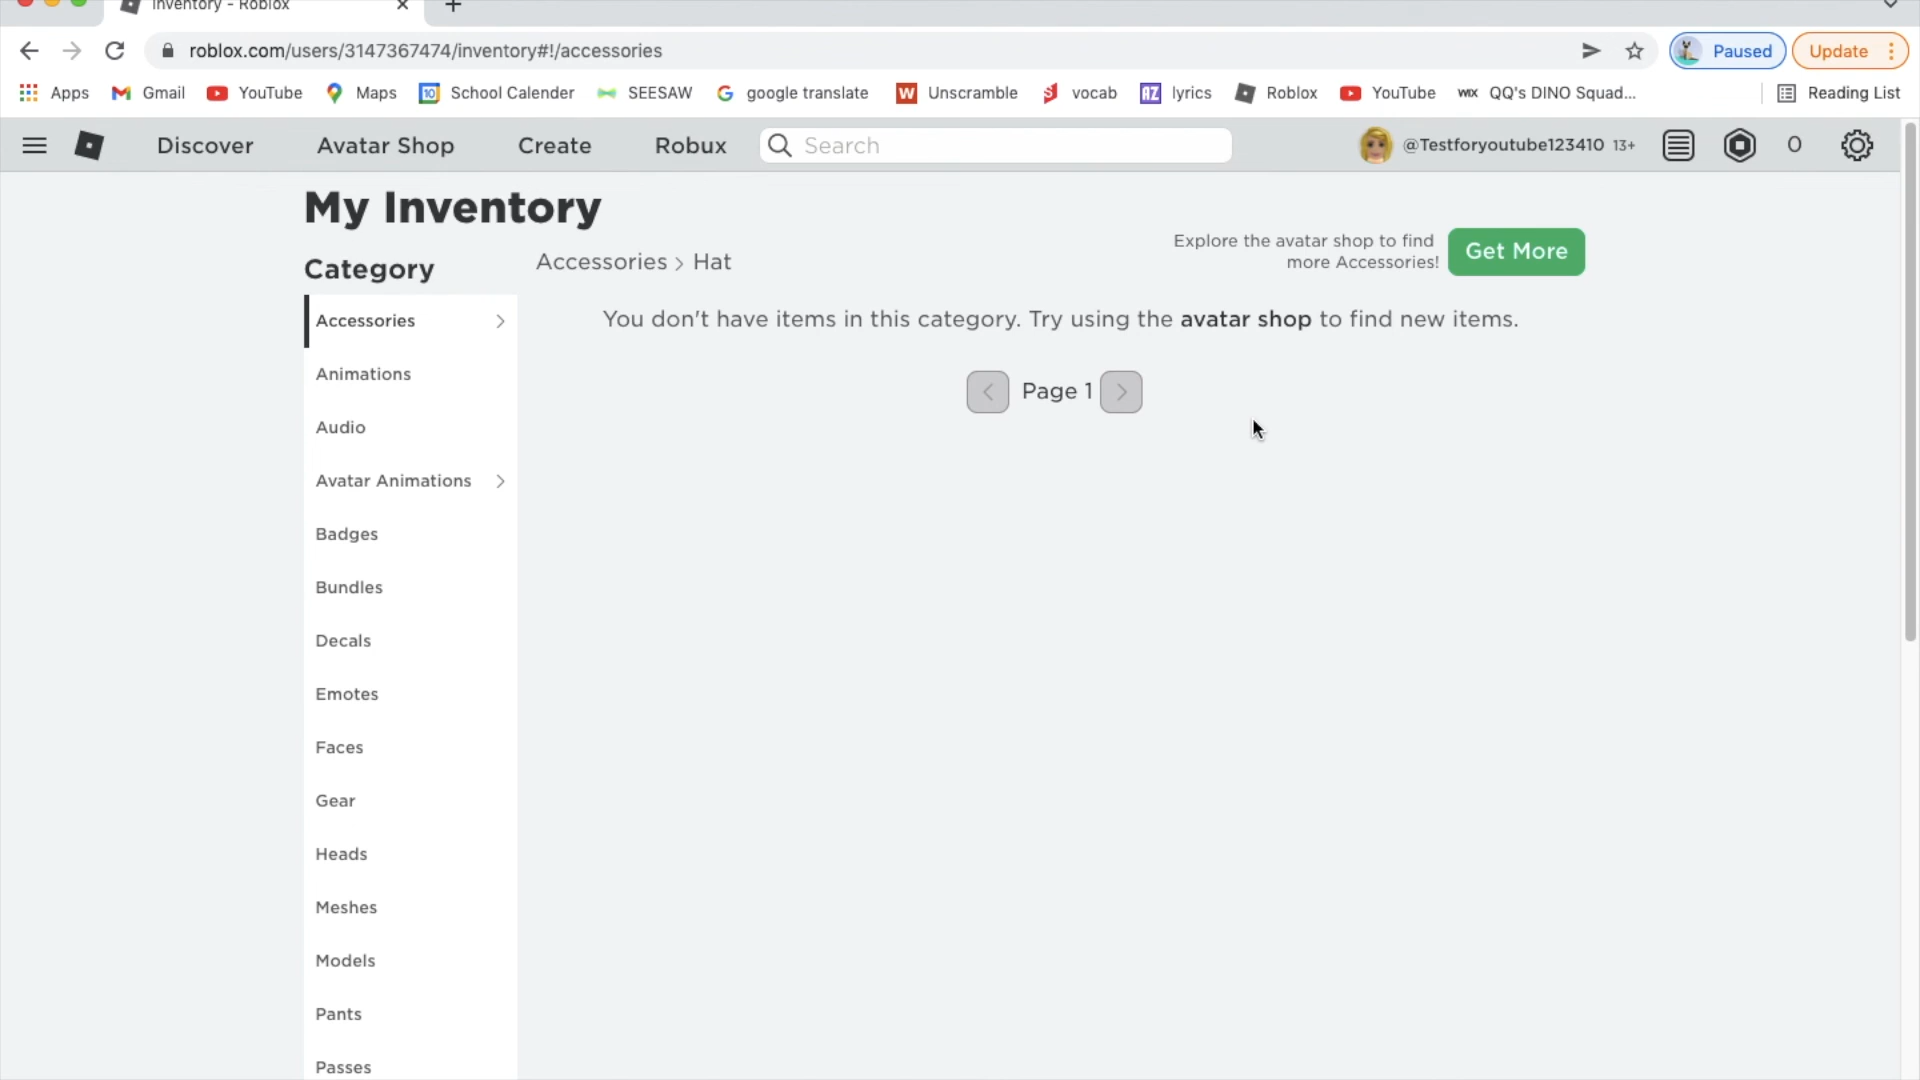 Inventory - Roblox
roblox.com/users/3147367474/inventory#!/accessories
Paused
Update
Apps
Gmail
YouTube
Maps
10
School Calender
SEESAW
google translate
W
Unscramble
vocab
AZ
lyrics
Roblox
YouTube
WiX
QQ's DINO Squad...
Reading List
Discover
Avatar Shop
Create
Robux
Search
@Testforyoutube123410 13+
0
My Inventory
Category
Accessories > Hat
Explore the avatar shop to find
more Accessories!
Get More
You don't have items in this category. Try using the avatar shop to find new items.
Page 1
Accessories
Animations
Audio
Avatar Animations
Badges
Bundles
Decals
Emotes
Faces
Gear
Heads
Meshes
Models
Pants
Passes